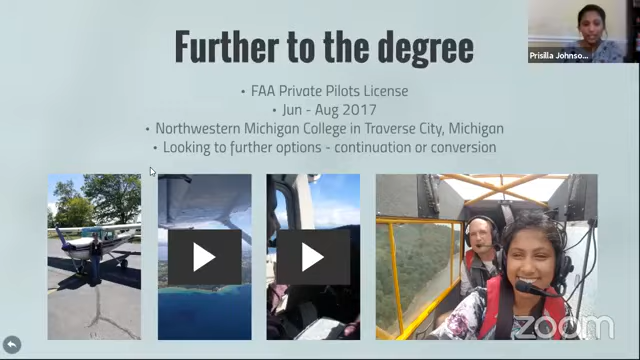 Further to the degree
• FAA Private Pilots License
• Jun - Aug 2017
• Northwestern Michigan College in Traverse City, Michigan
• Looking to further options - continuation or conversion
Prisilla Johnso...
zoom